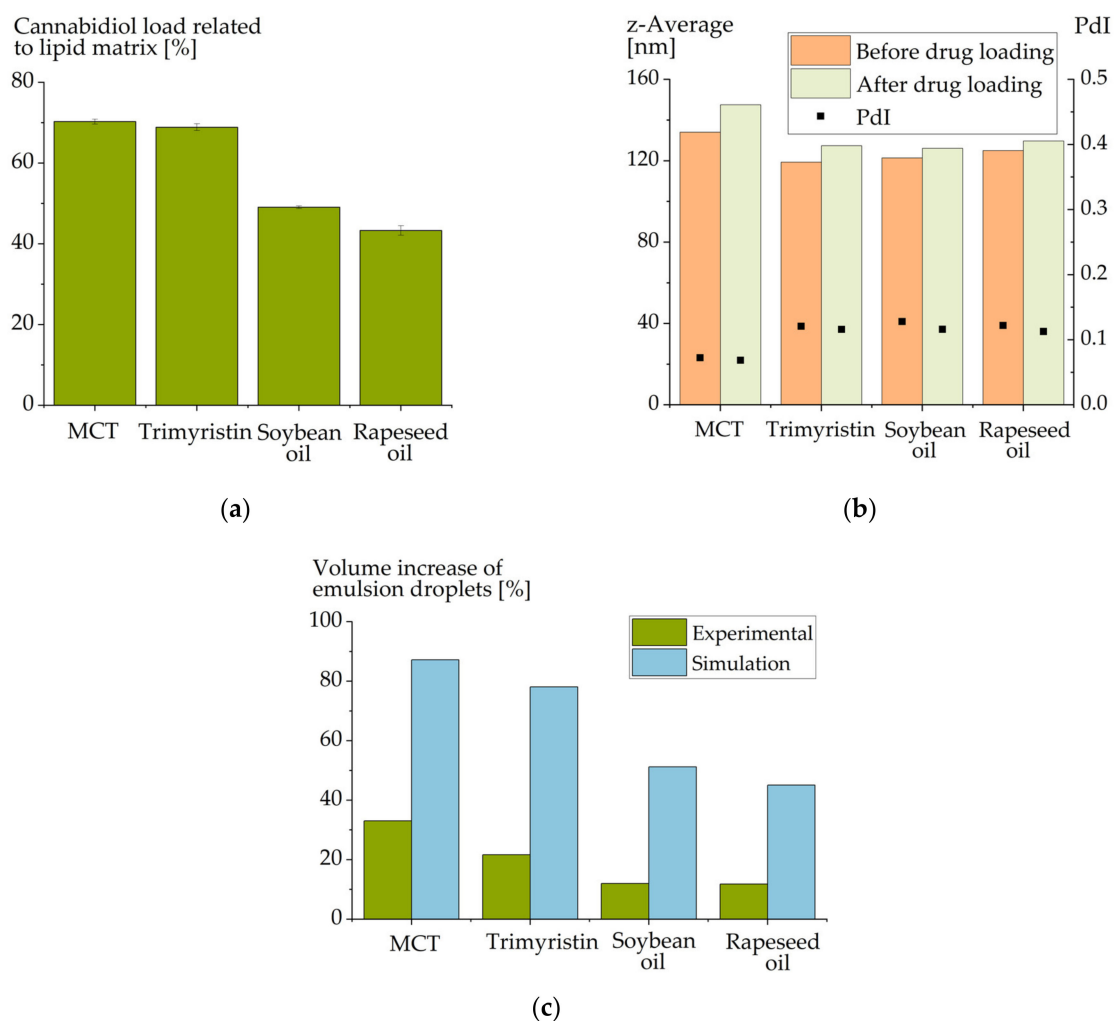 Cannabidiol load related
to lipid matrix [%]
80
60
40
20
0
MCT
Trimyristin
Soybean
oil
Rapeseed
oil
(a)
z-Average
[nm]
PdI
Before drug loading
After drug loading
PdI
160
120
80
40
0
0.5
0.4
0.3
0.2
0.1
0.0
MCT
Trimyristin
Soybean
oil
Rapeseed
oil
(b)
Volume increase of
emulsion droplets [%]
Experimental
Simulation
100
80
60
40
20
0
MCT
Trimyristin
Soybean
oil
Rapeseed
oil
(c)